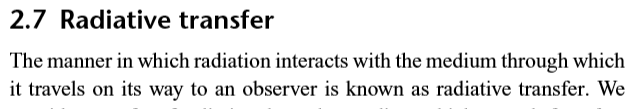 2.7 Radiative transfer
The manner in which radiation interacts with the medium through which
it travels on its way to an observer is known as radiative transfer. We